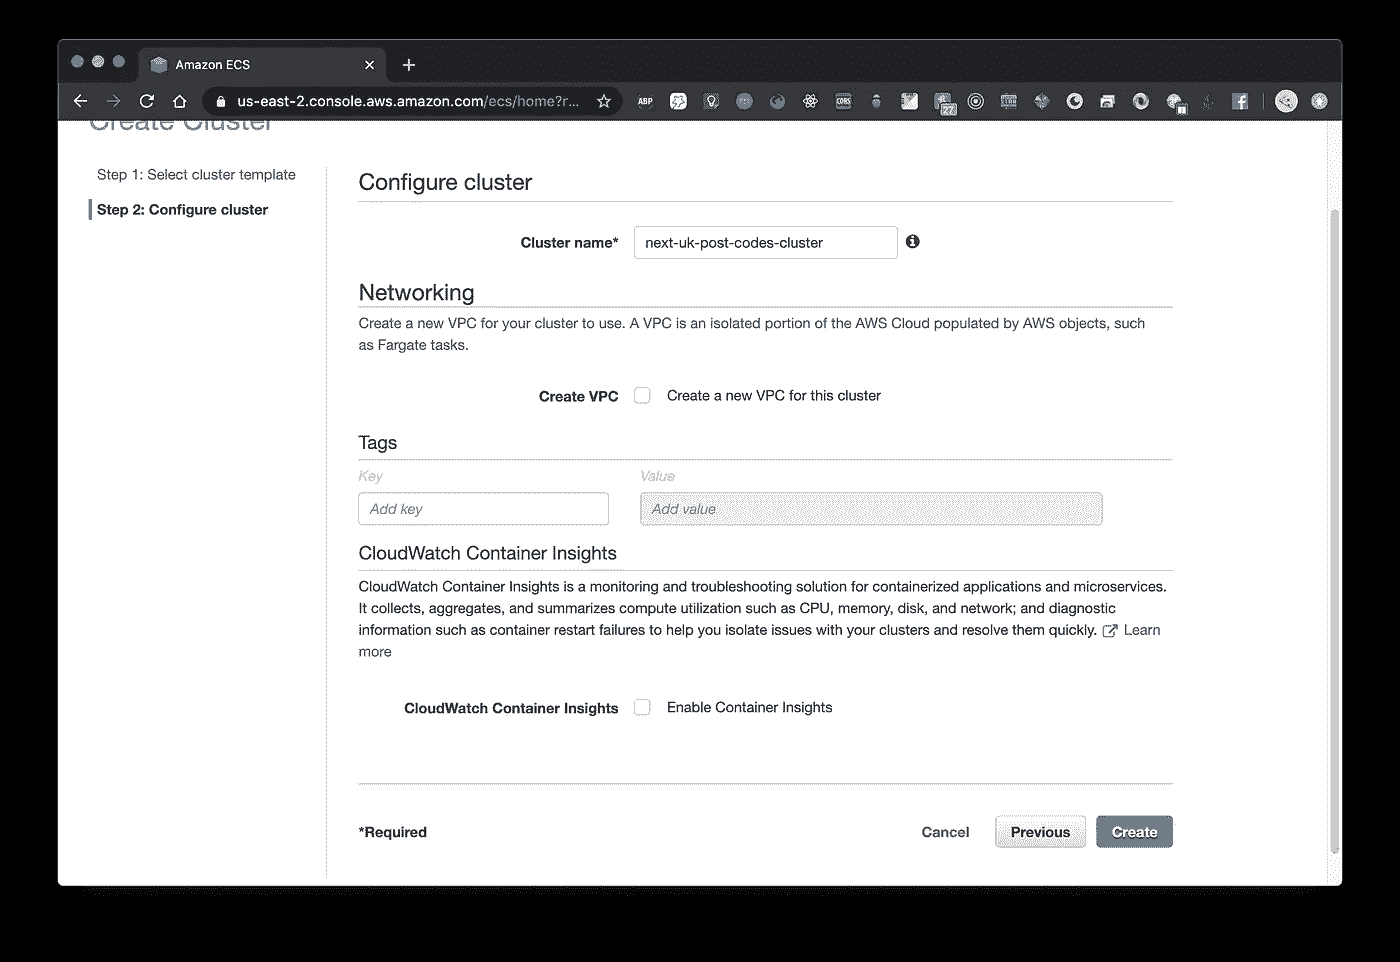 Amazon ECS
us-east-2.console.aws.amazon.com/ecs/home?r...
ABP
CORS
27
Create Cluster
Step 1: Select cluster template
Step 2: Configure cluster
Configure cluster
Cluster name* next-uk-post-codes-cluster
Networking
Create a new VPC for your cluster to use. A VPC is an isolated portion of the AWS Cloud populated by AWS objects, such
as Fargate tasks.
Create VPC Create a new VPC for this cluster
Tags
Key Value
Add key Add value
CloudWatch Container Insights
CloudWatch Container Insights is a monitoring and troubleshooting solution for containerized applications and microservices.
It collects, aggregates, and summarizes compute utilization such as CPU, memory, disk, and network; and diagnostic
information such as container restart failures to help you isolate issues with your clusters and resolve them quickly. Learn
more
CloudWatch Container Insights Enable Container Insights
*Required Cancel Previous Create